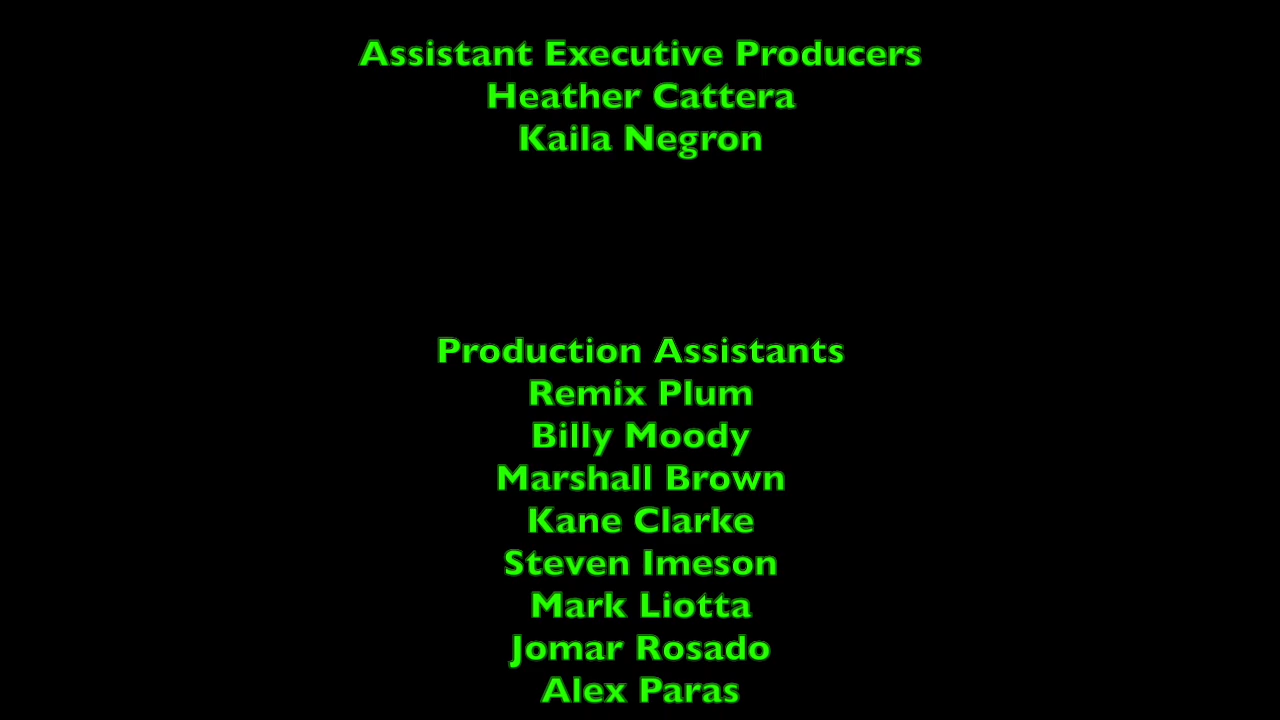 Assistant Executive Producers
Heather Cattera
Kaila Negron
Production Assistants
Remix Plum
Billy Moody
Marshall Brown
Kane Clarke
Steven Imeson
Mark Liotta
Jomar Rosado
Alex Paras